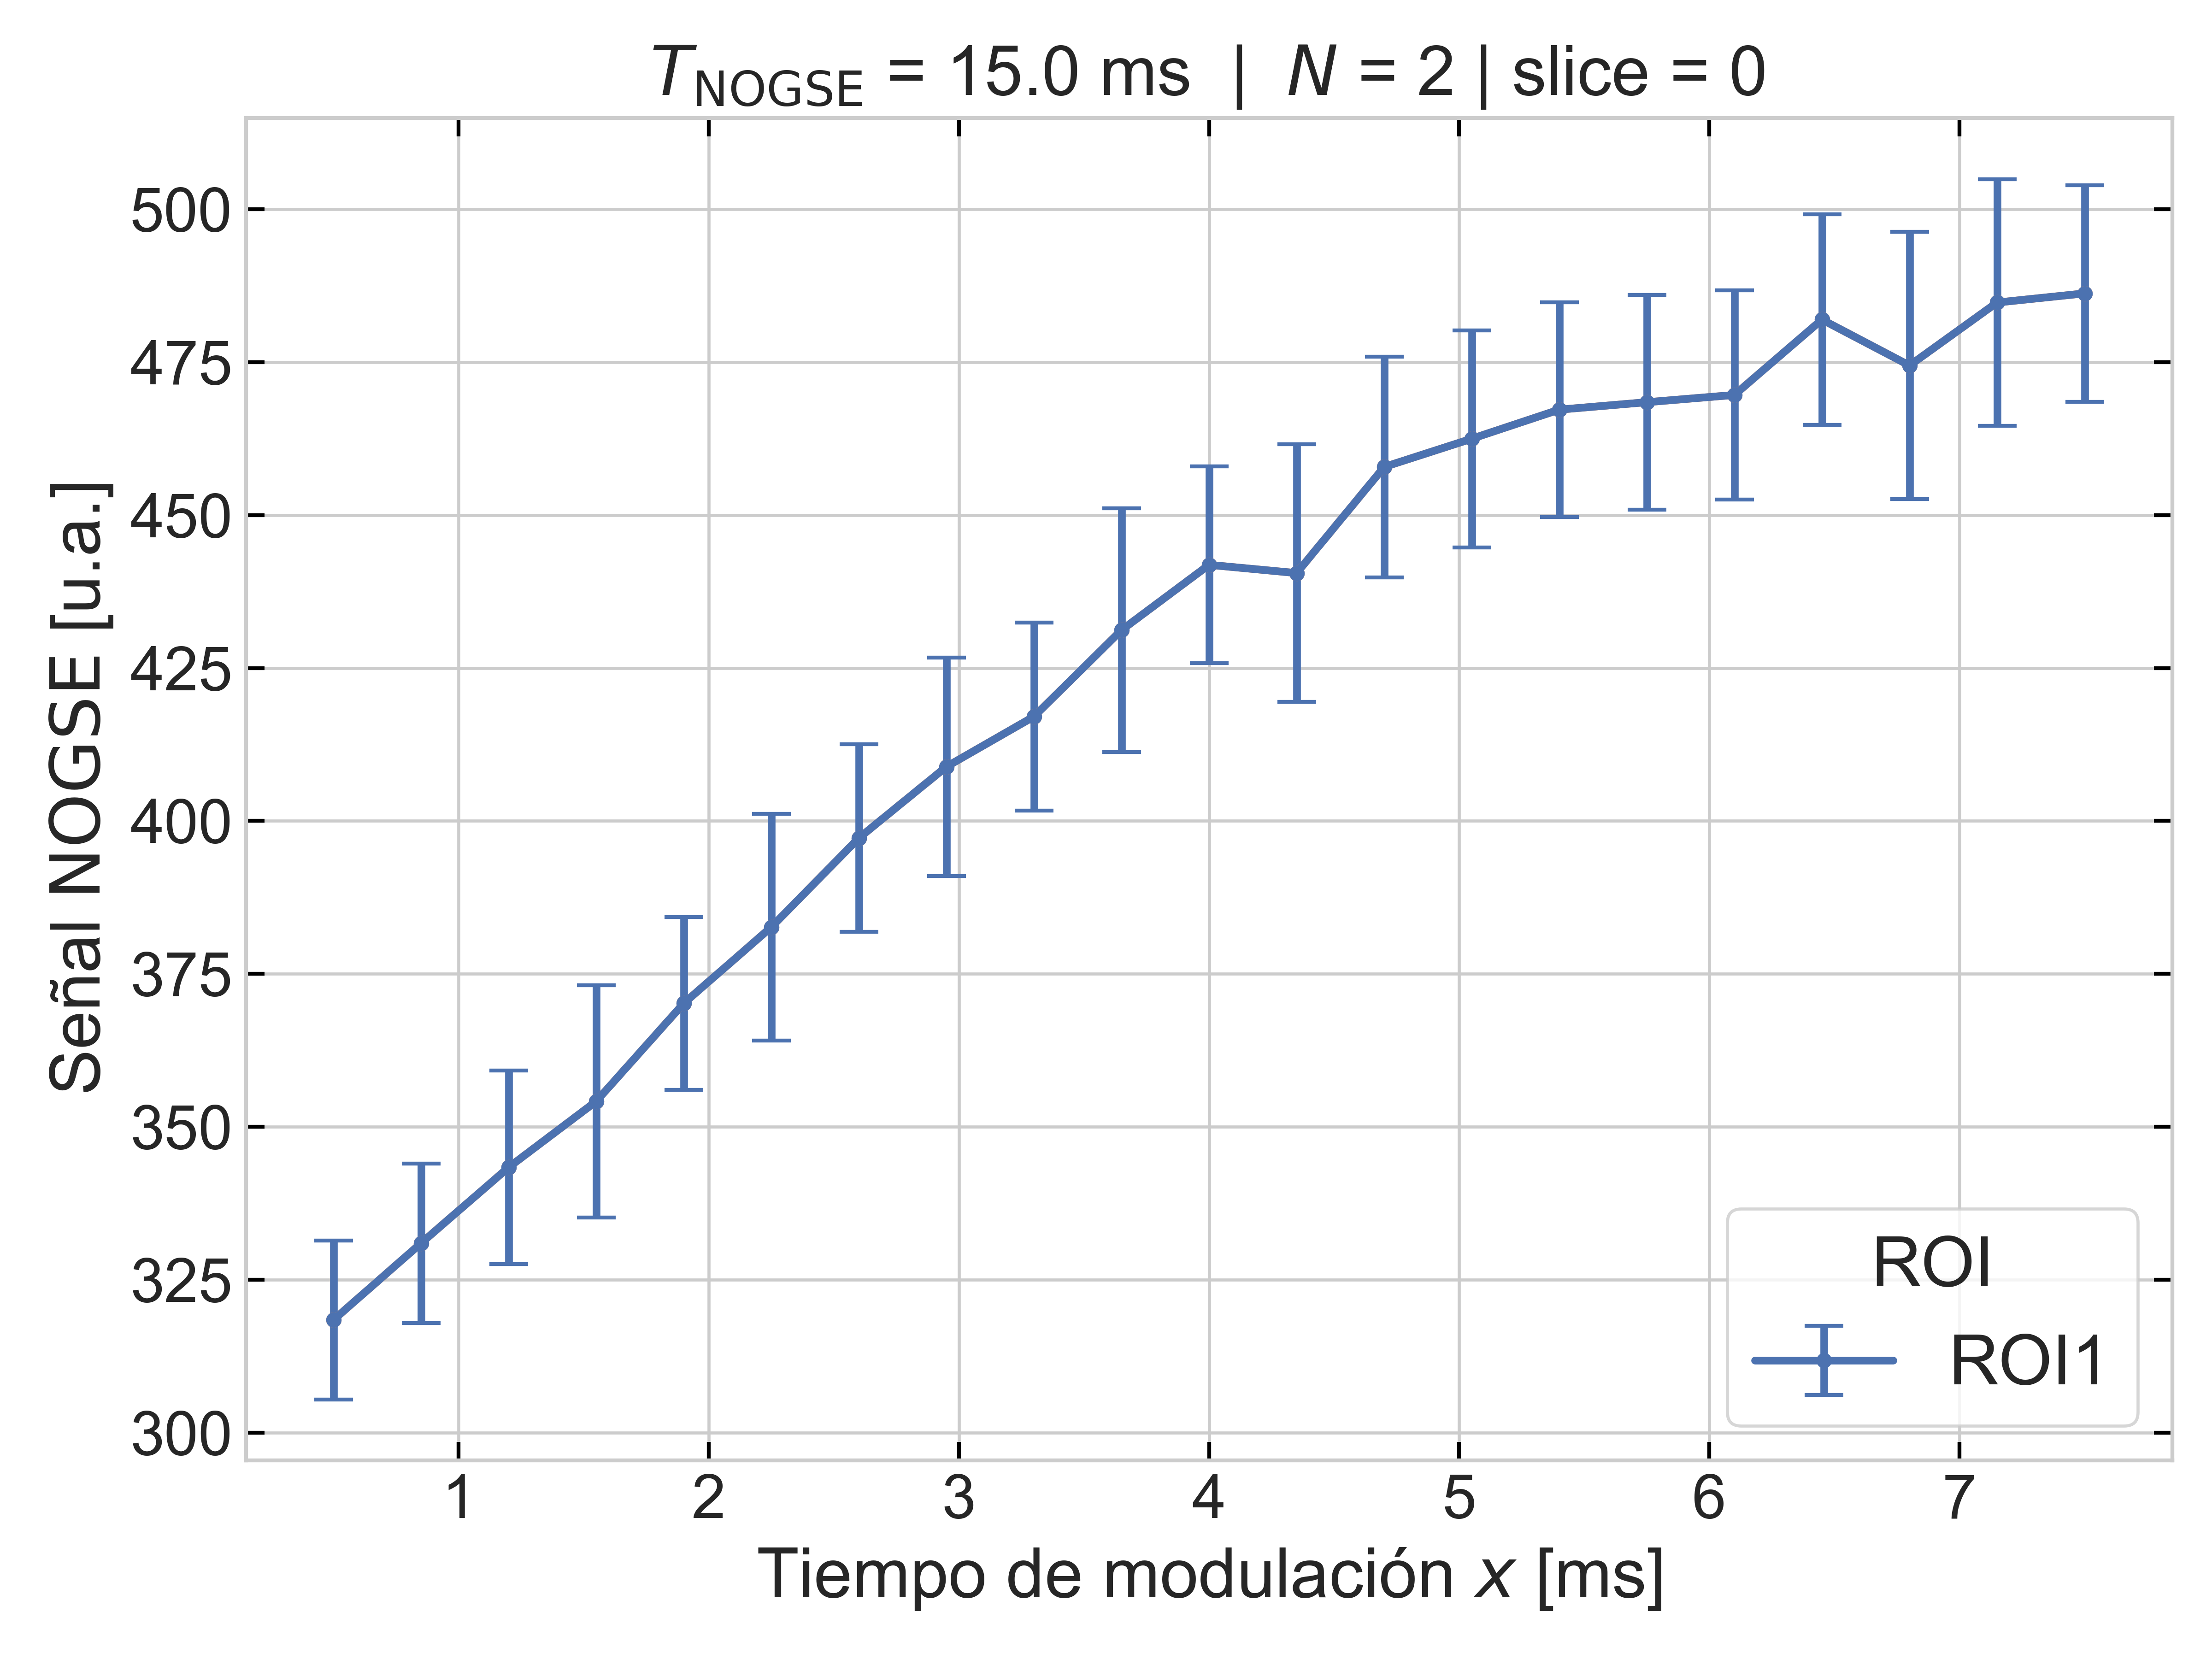 T_NOGSE = 15.0 ms | N = 2 | slice = 0
Señal NOGSE [u.a.]
500
475
450
425
400
375
350
325
300
ROI
ROI1
1 2 3 4 5 6 7
Tiempo de modulación x [ms]